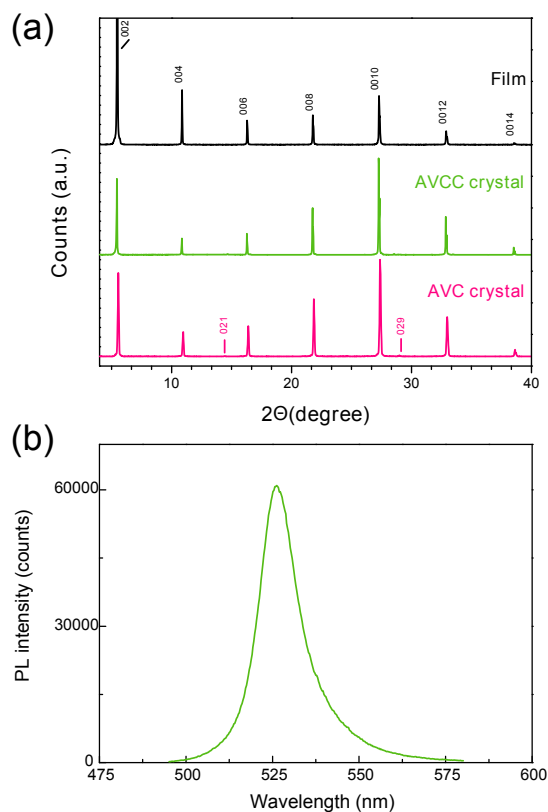 (a)
002
004
006
008
0010
0012
0014
Film
AVCC crystal
AVC crystal
021
029
Counts (a.u.)
10 20 30 40
2Θ(degree)
(b)
60000
30000
0
PL intensity (counts)
475 500 525 550 575 600
Wavelength (nm)